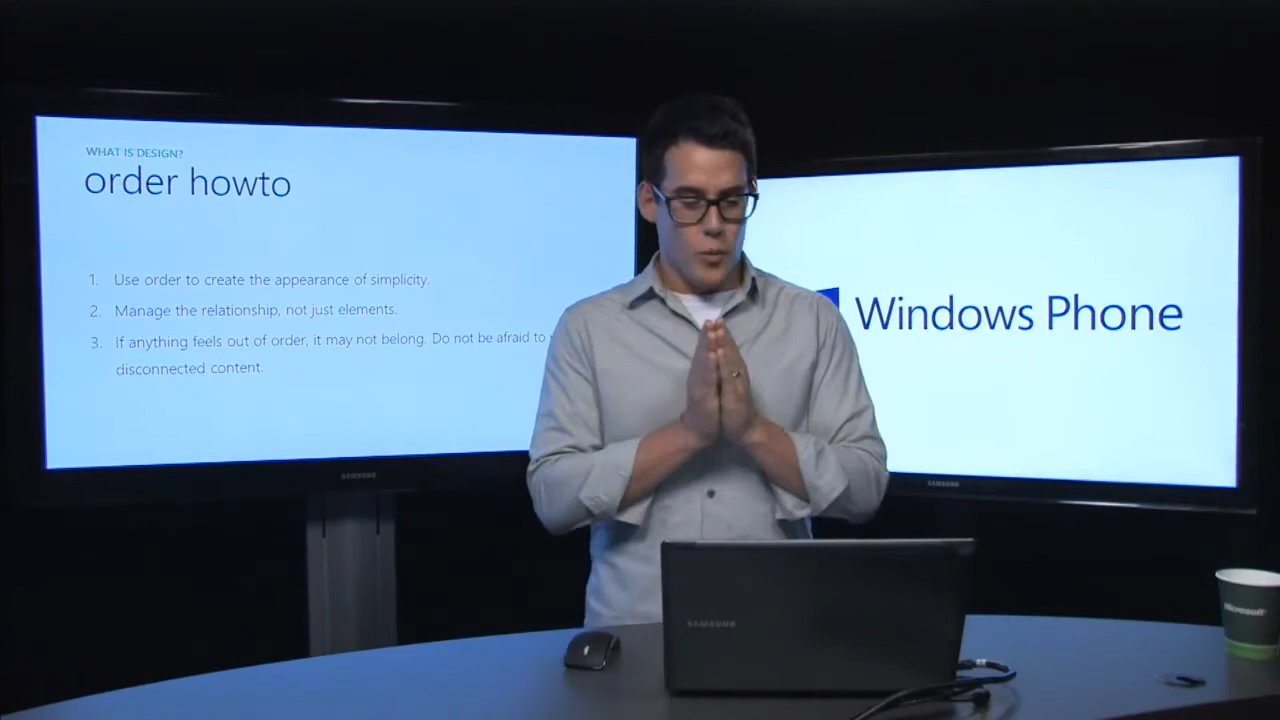 WHAT IS DESIGN?
order howto
1. Use order to create the appearance of simplicity.
2. Manage the relationship, not just elements.
3. If anything feels out of order, it may not belong. Do not be afraid to
disconnected content.
Windows Phone
SAMSUNG
SAMSUNG
SAMSUNG
Microsoft